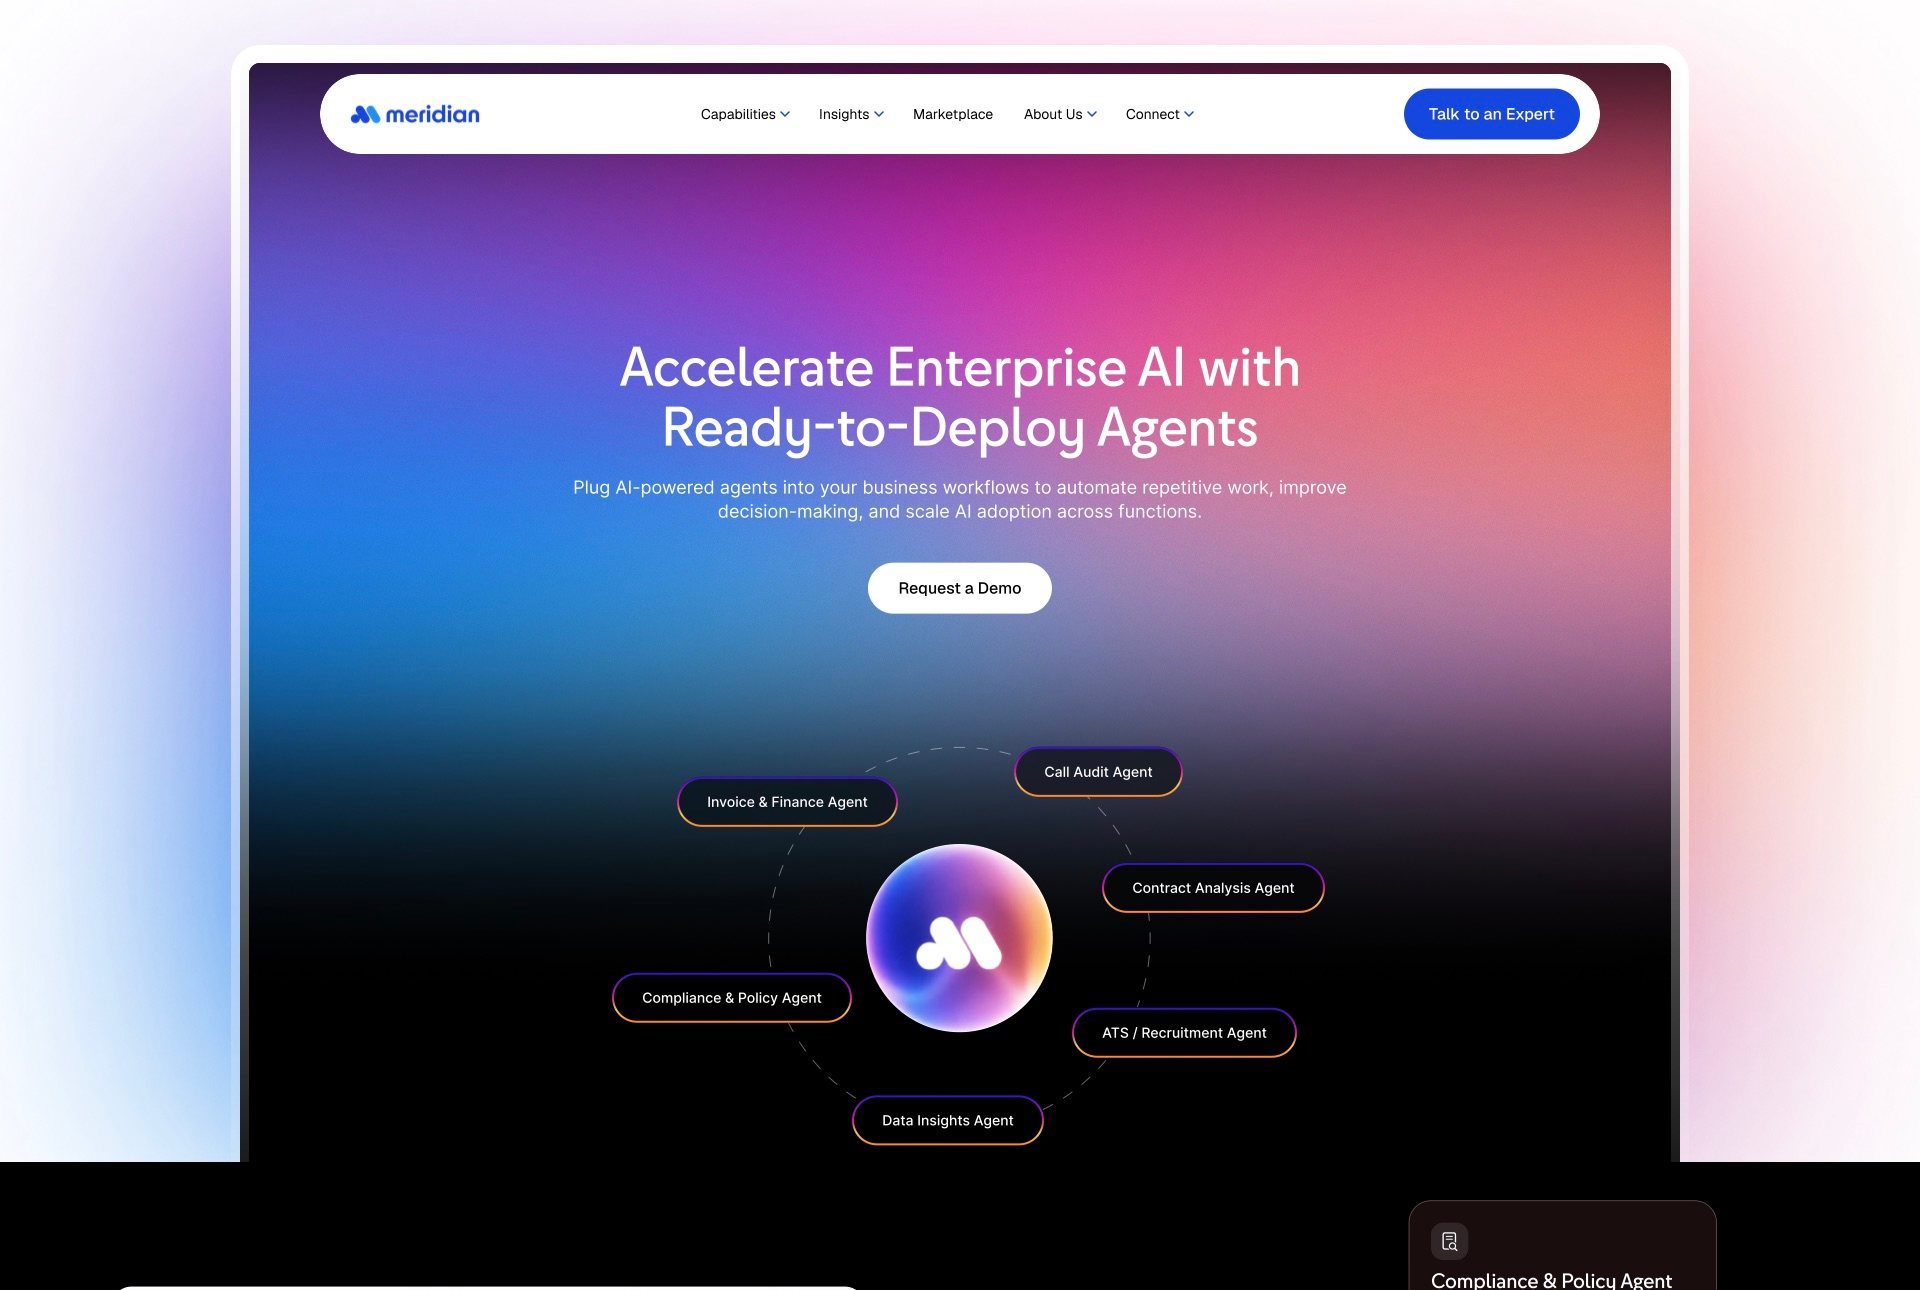 meridian
Capabilities
Insights
Marketplace
About Us
Connect
Talk to an Expert
Accelerate Enterprise AI with
Ready-to-Deploy Agents
Plug AI-powered agents into your business workflows to automate repetitive work, improve
decision-making, and scale AI adoption across functions.
Request a Demo
Call Audit Agent
Invoice & Finance Agent
Contract Analysis Agent
Compliance & Policy Agent
ATS / Recruitment Agent
Data Insights Agent
Compliance & Policy Agent